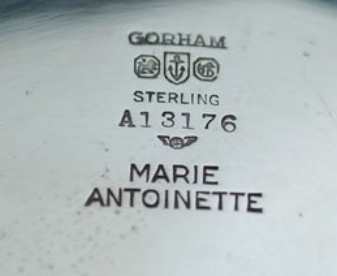 GORHAM
STERLING
A13176
MARIE
ANTOINETTE